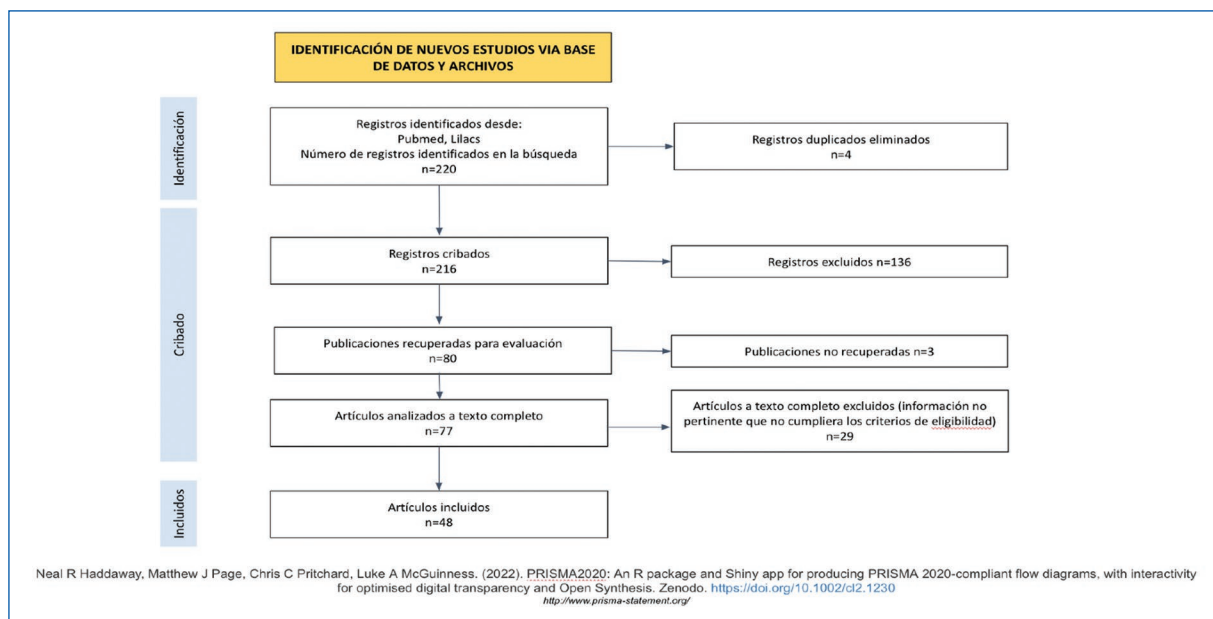 IDENTIFICACIÓN DE NUEVOS ESTUDIOS VIA BASE
DE DATOS Y ARCHIVOS
Identificación
Registros identificados desde:
Pubmed, Lilacs
Número de registros identificados en la búsqueda
n=220
Registros duplicados eliminados
n=4
Cribado
Registros cribados
n=216
Registros excluidos n=136
Publicaciones recuperadas para evaluación
n=80
Publicaciones no recuperadas n=3
Artículos analizados a texto completo
n=77
Artículos a texto completo excluidos (información no
pertinente que no cumpliera los criterios de eligibilidad)
n=29
Incluidos
Artículos incluidos
n=48
Neal R Haddaway, Matthew J Page, Chris C Pritchard, Luke A McGuinness. (2022). PRISMA2020: An R package and Shiny app for producing PRISMA 2020-compliant flow diagrams, with interactivity
for optimised digital transparency and Open Synthesis. Zenodo. https://doi.org/10.1002/cl2.1230
http://www.prisma-statement.org/